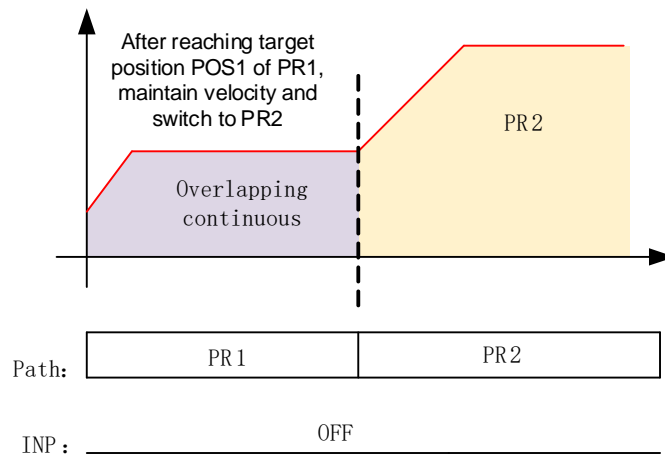 After reaching target
position POS1 of PR1,
maintain velocity and
switch to PR2
PR2
Overlapping
continuous
Path:
PR1
PR2
INP:
OFF